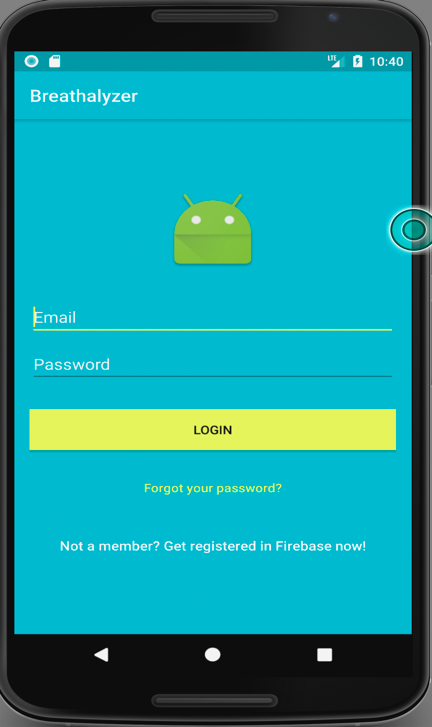 LTE 10:40
Breathalyzer
Email
Password
LOGIN
Forgot your password?
Not a member? Get registered in Firebase now!